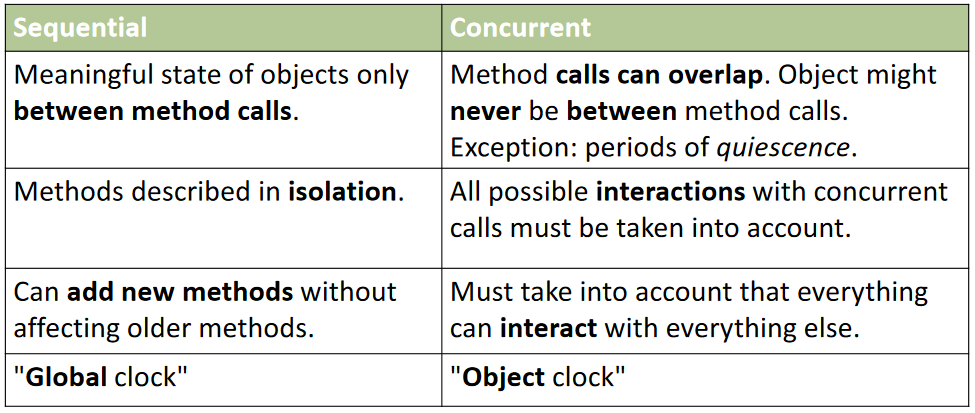 Sequential
Concurrent
Meaningful state of objects only
between method calls.
Method calls can overlap. Object might
never be between method calls.
Exception: periods of quiescence.
Methods described in isolation.
All possible interactions with concurrent
calls must be taken into account.
Can add new methods without
affecting older methods.
Must take into account that everything
can interact with everything else.
"Global clock"
"Object clock"